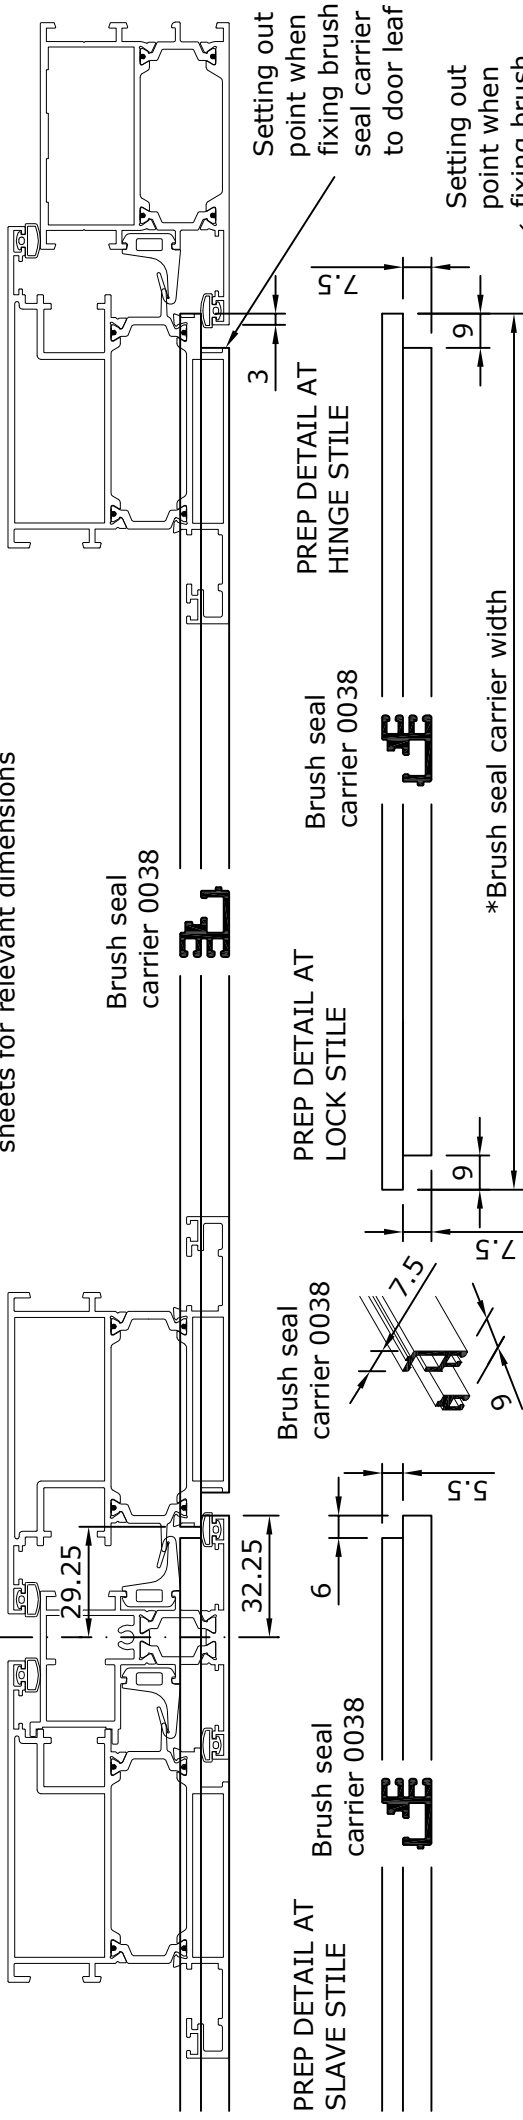 sheets for relevant dimensions
Setting out
point when
fixing brush
seal carrier
to door leaf
Brush seal
carrier 0038
29.25
32.25
3
PREP DETAIL AT
HINGE STILE
7.5
Setting out
point when
fixing brush
Brush seal
carrier 0038
PREP DETAIL AT
LOCK STILE
9
9
7.5
*Brush seal carrier width
Brush seal
carrier 0038
7.5
9
6
5.5
Brush seal
carrier 0038
PREP DETAIL AT
SLAVE STILE